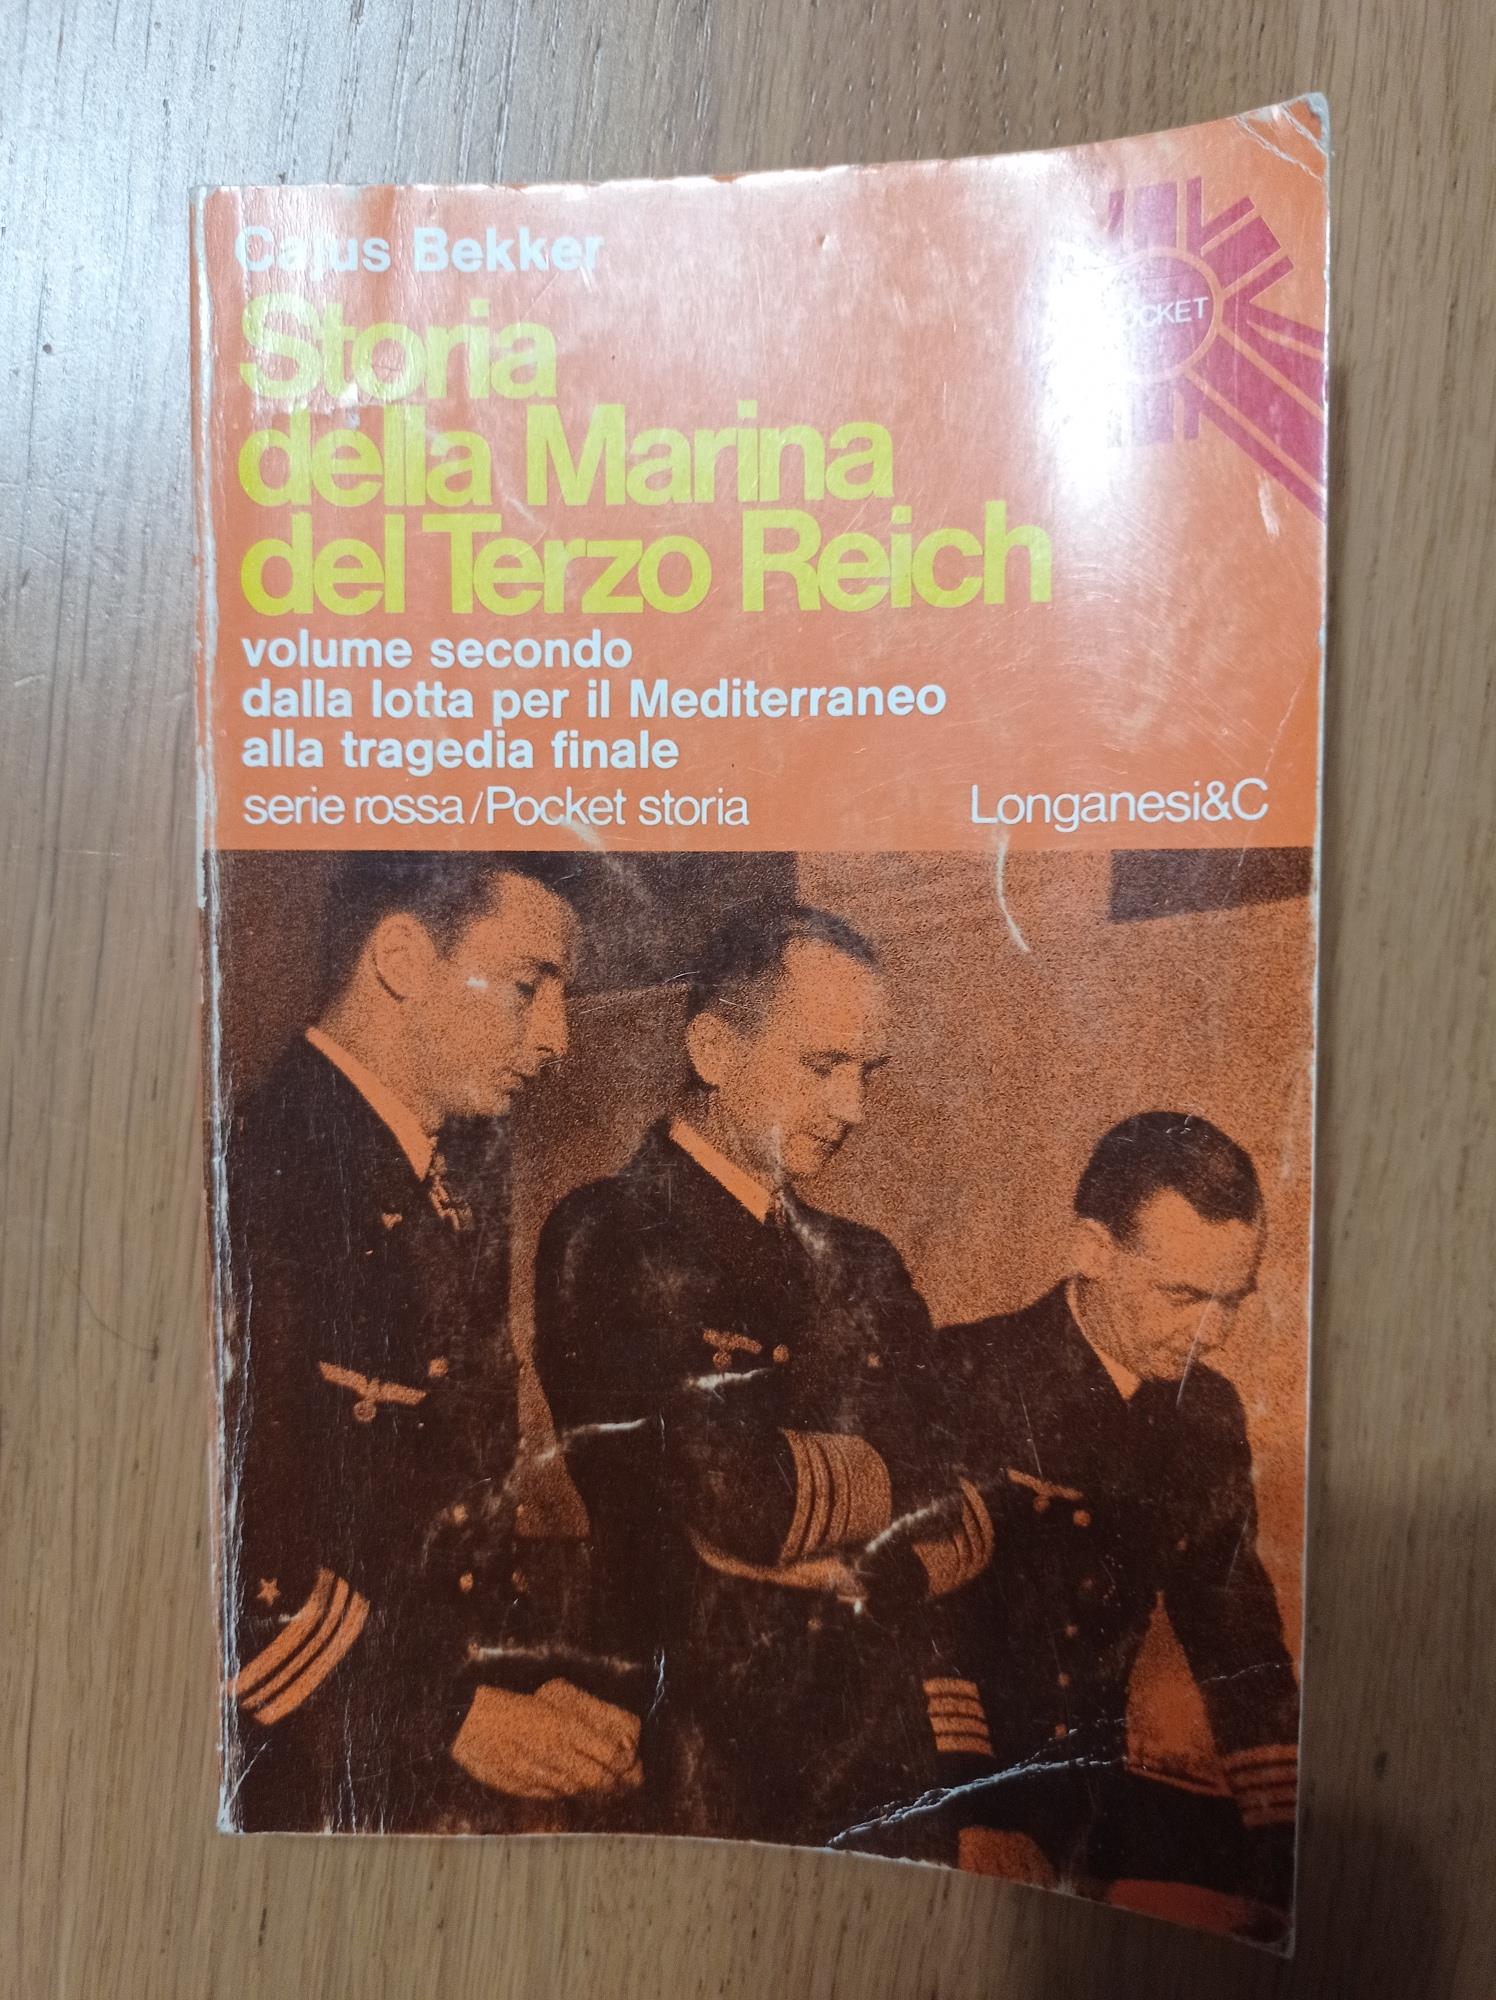 Cajus Bekker
Storia
della Marina
del Terzo Reich
volume secondo
dalla lotta per il Mediterraneo
alla tragedia finale
serie rossa/Pocket storia
Longanesi&C
POCKET